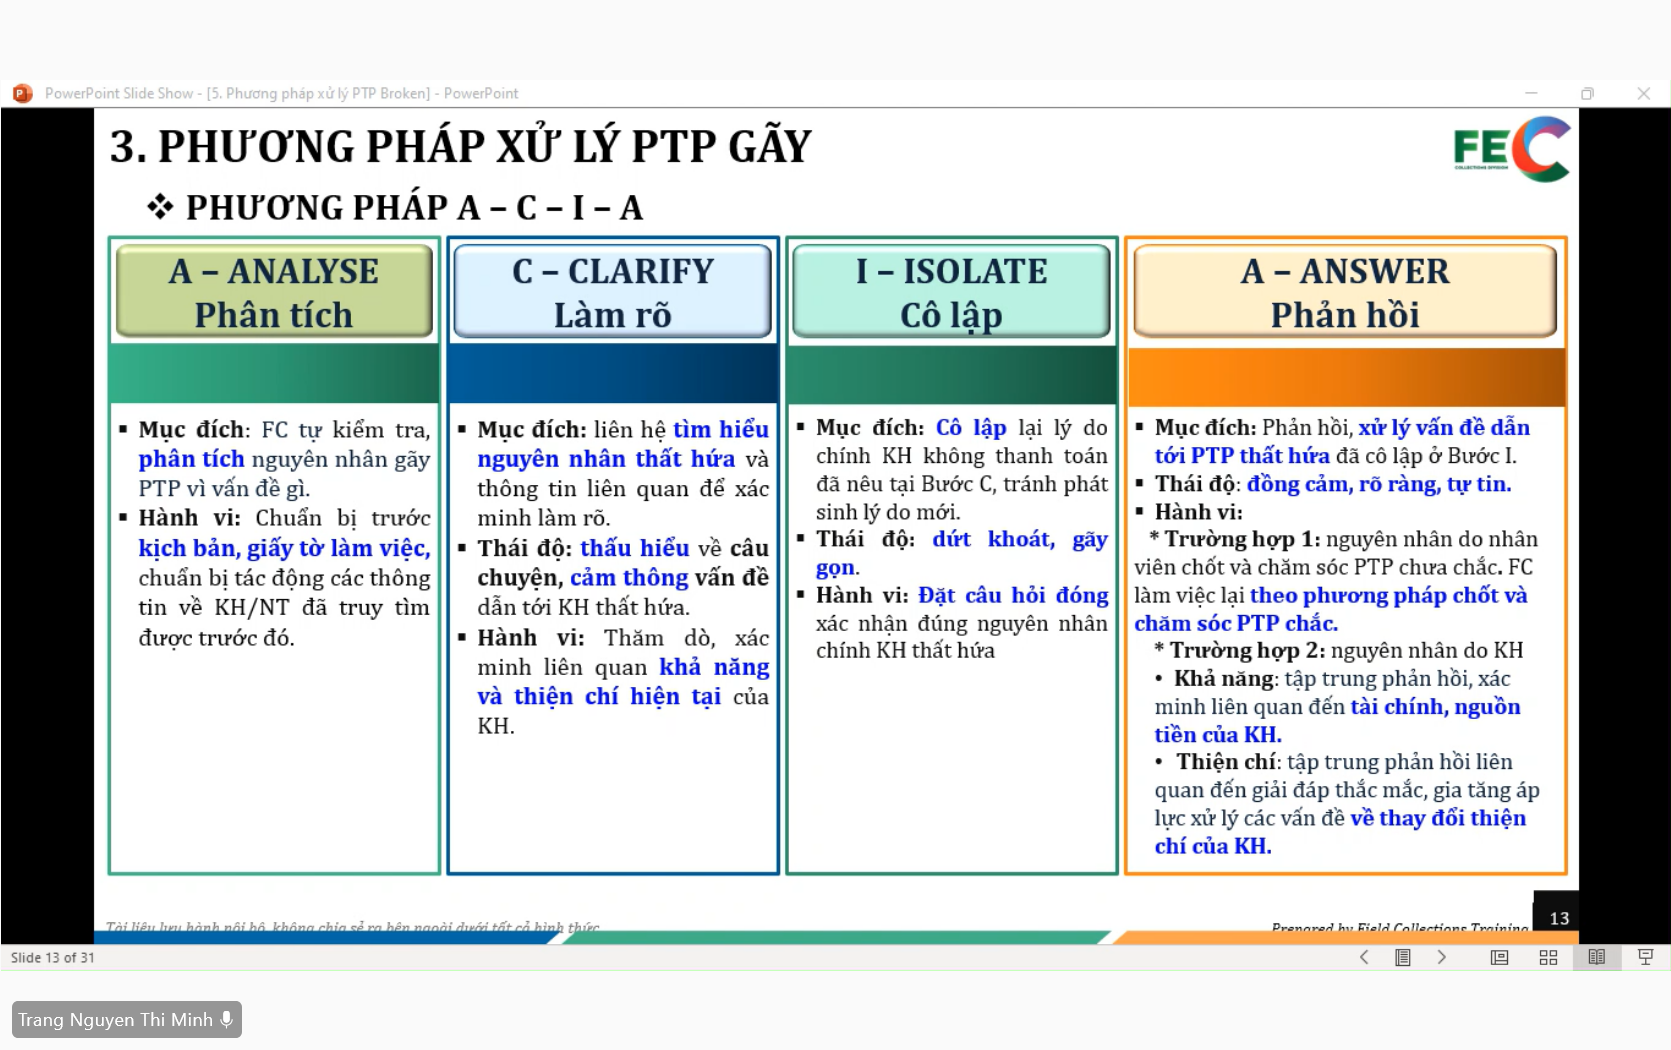 PowerPoint Slide Show - [5. Phương pháp xử lý PTP Broken] - PowerPoint
3. PHƯƠNG PHÁP XỬ LÝ PTP GÃY
FEC
COLLECTIONS DIVISION
❖ PHƯƠNG PHÁP A – C – I – A
A – ANALYSE
Phân tích
▪ Mục đích: FC tự kiểm tra,
phân tích nguyên nhân gãy
PTP vì vấn đề gì.
▪ Hành vi: Chuẩn bị trước
kịch bản, giấy tờ làm việc,
chuẩn bị tác động các thông
tin về KH/NT đã truy tìm
được trước đó.
C – CLARIFY
Làm rõ
▪ Mục đích: liên hệ tìm hiểu
nguyên nhân thất hứa và
thông tin liên quan để xác
minh làm rõ.
▪ Thái độ: thấu hiểu về câu
chuyện, cảm thông vấn đề
dẫn tới KH thất hứa.
▪ Hành vi: Thăm dò, xác
minh liên quan khả năng
và thiện chí hiện tại của
KH.
I – ISOLATE
Cô lập
▪ Mục đích: Cô lập lại lý do
chính KH không thanh toán
đã nêu tại Bước C, tránh phát
sinh lý do mới.
▪ Thái độ: dứt khoát, gãy
gọn.
▪ Hành vi: Đặt câu hỏi đóng
xác nhận đúng nguyên nhân
chính KH thất hứa
A – ANSWER
Phản hồi
▪ Mục đích: Phản hồi, xử lý vấn đề dẫn
tới PTP thất hứa đã cô lập ở Bước I.
▪ Thái độ: đồng cảm, rõ ràng, tự tin.
▪ Hành vi:
* Trường hợp 1: nguyên nhân do nhân
viên chốt và chăm sóc PTP chưa chắc. FC
làm việc lại theo phương pháp chốt và
chăm sóc PTP chắc.
* Trường hợp 2: nguyên nhân do KH
• Khả năng: tập trung phản hồi, xác
minh liên quan đến tài chính, nguồn
tiền của KH.
• Thiện chí: tập trung phản hồi liên
quan đến giải đáp thắc mắc, gia tăng áp
lực xử lý các vấn đề về thay đổi thiện
chí của KH.
Tài liệu lưu hành nội bộ, không chia sẻ ra bên ngoài dưới tất cả hình thức
Prepared by Field Collections Training
13
Slide 13 of 31
Trang Nguyen Thi Minh